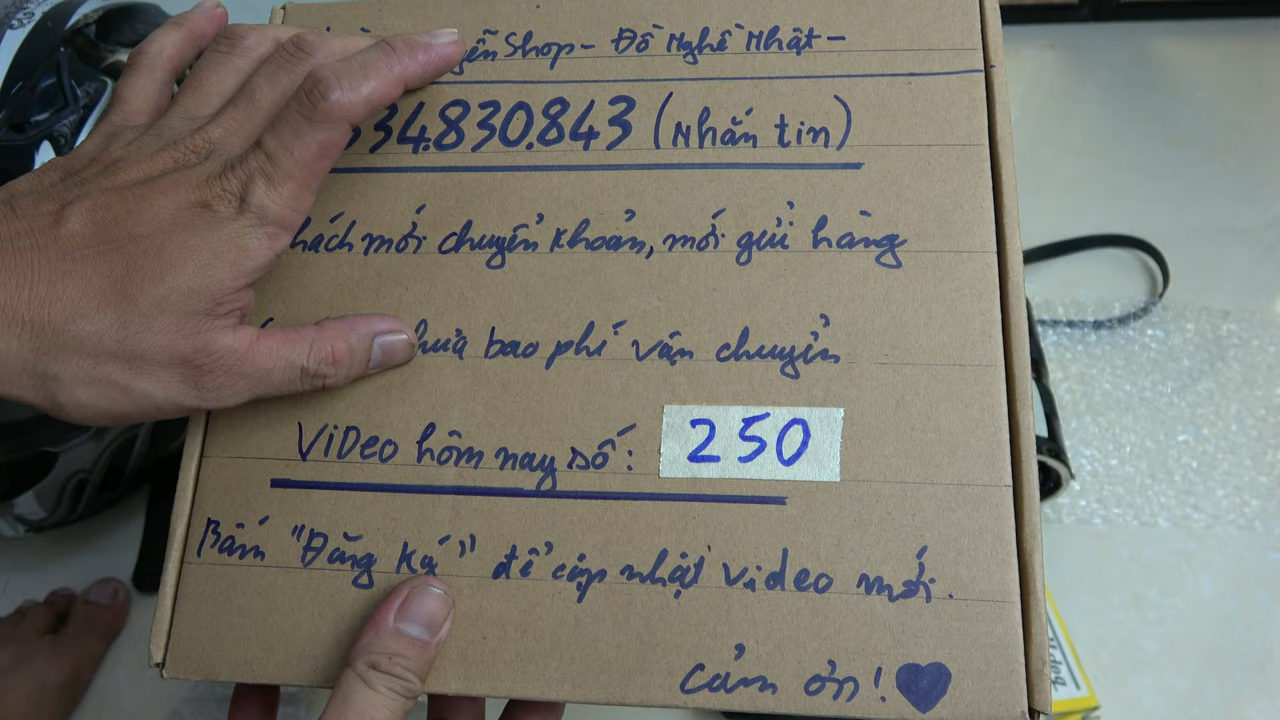 Shop - Đồ Nghề Nhật -
34.830.843 (Nhắn tin)
hách mới chuyển khoản, mới gửi hàng
hưa bao phí vận chuyển
Video hôm nay số: 250
Bấm "Đăng ký" để cập nhật video mới.
Cảm ơn!